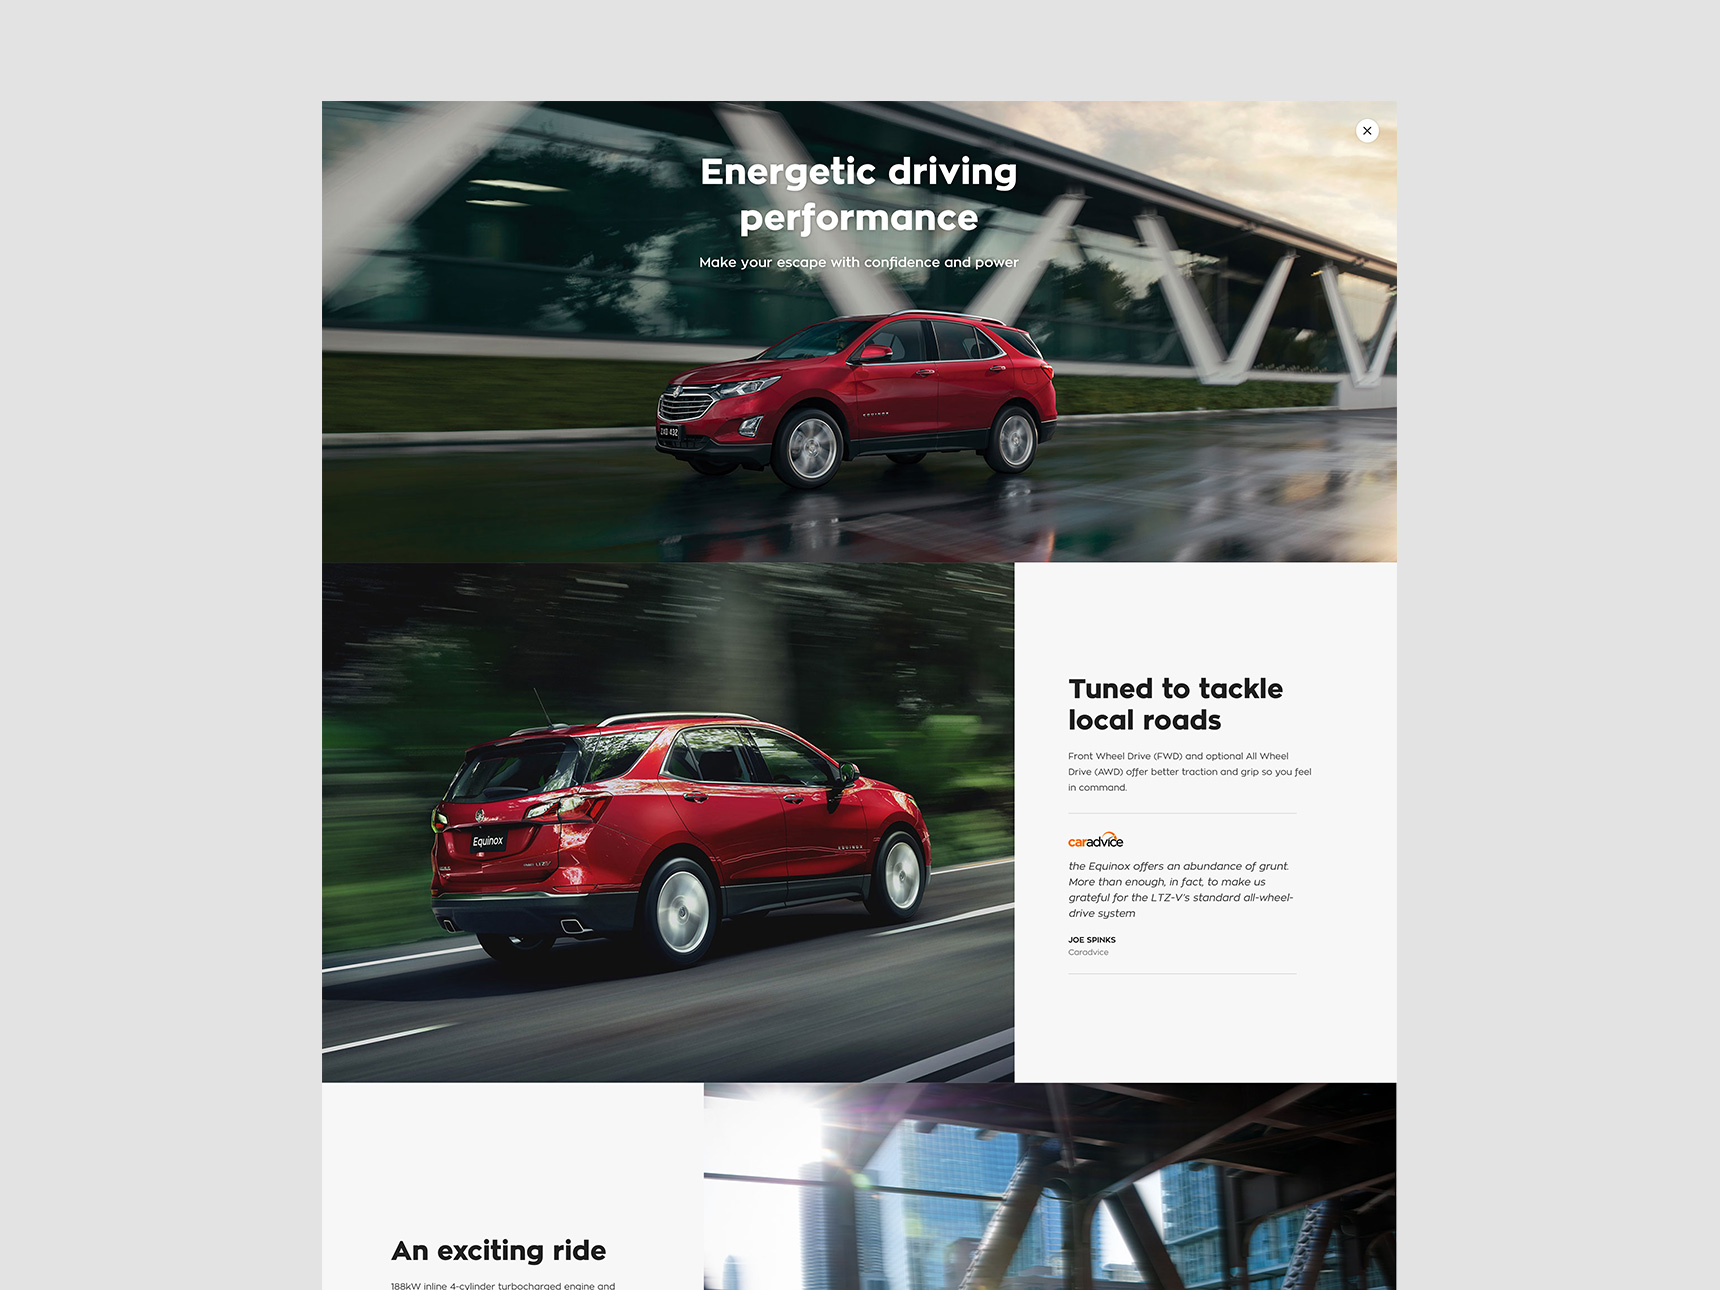 Energetic driving
performance
Make your escape with confidence and power
EQUINOX
Equinox
LTZ-V
EQUINOX
Tuned to tackle
local roads
Front Wheel Drive (FWD) and optional All Wheel
Drive (AWD) offer better traction and grip so you feel
in command.
caradvice
the Equinox offers an abundance of grunt.
More than enough, in fact, to make us
grateful for the LTZ-V's standard all-wheel-
drive system
JOE SPINKS
Caradvice
An exciting ride
188kW inline 4-cylinder turbocharged engine and